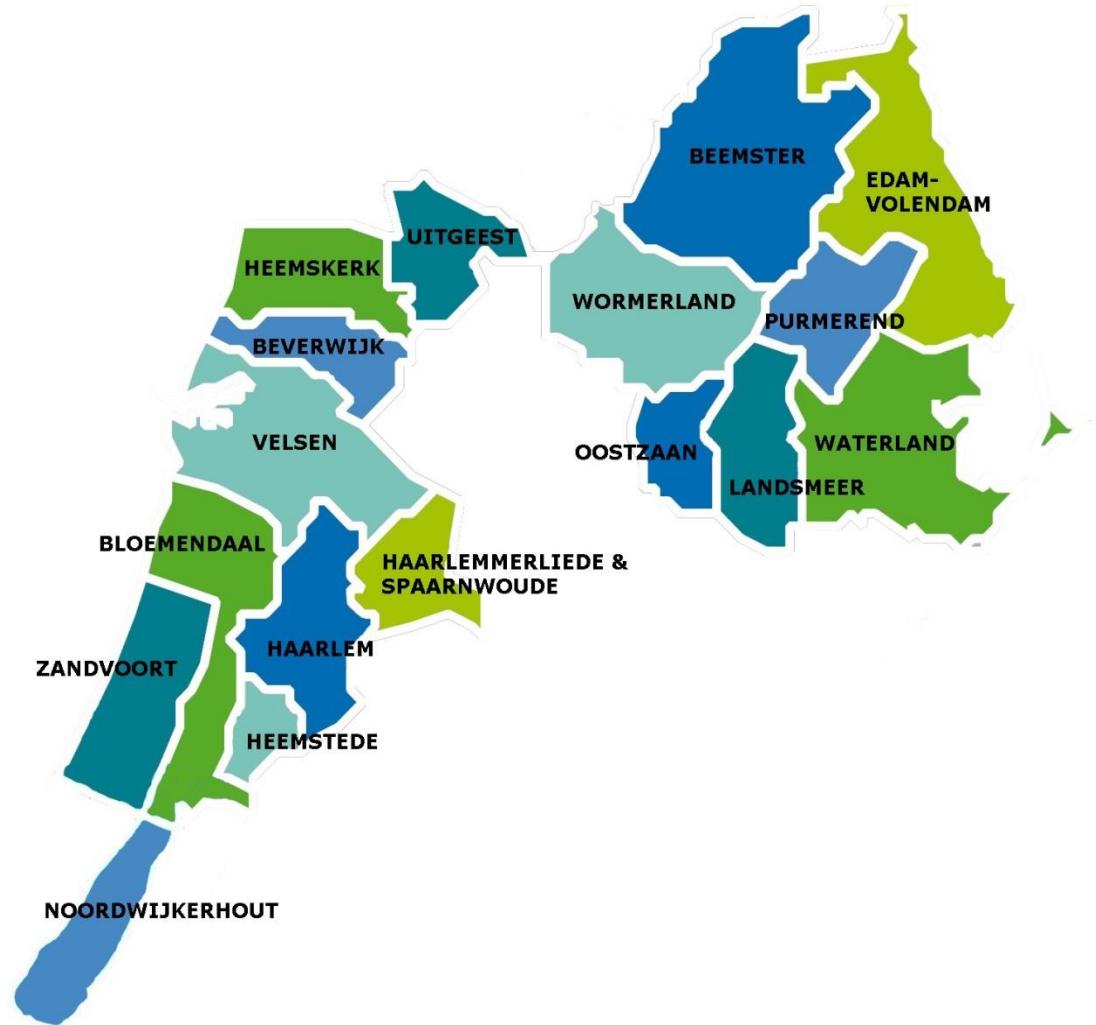 BEEMSTER
EDAM-
VOLENDAM
UITGEEST
HEEMSKERK
WORMERLAND
PURMEREND
BEVERWIJK
VELSEN
OOSTZAAN
WATERLAND
LANDSMEER
BLOEMENDAAL
HAARLEMMERLIEDE &
SPAARNWOUDE
HAARLEM
ZANDVOORT
HEEMSTEDE
NOORDWIJKERHOUT